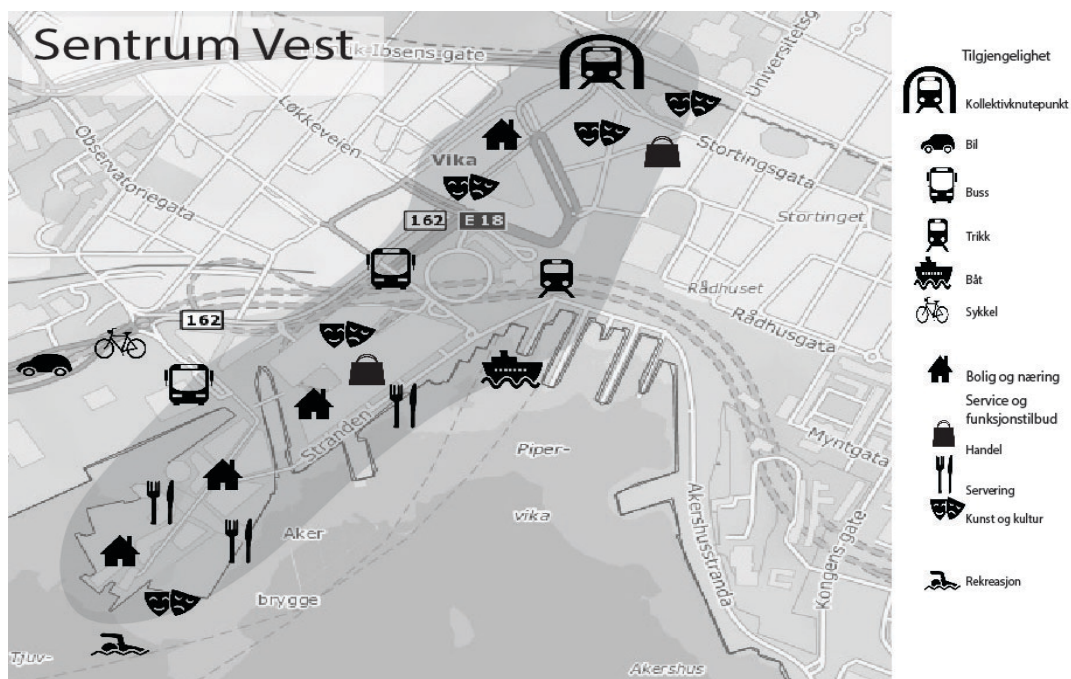 Sentrum Vest
Henrik Ibsens gate
Universitetsg
Løkkeveien
Observatoriegata
Vika
Stortingsgata
162
E 18
Stortinget
Rådhuset
Rådhusgata
162
Stranden
Piper-
vika
Myntgata
Aker
brygge
Akershusstranda
Kongens gate
Tjuv-
Akershus
Tilgjengelighet
Kollektivknutepunkt
Bil
Buss
Trikk
Båt
Sykkel
Bolig og næring
Service og
funksjonstilbud
Handel
Servering
Kunst og kultur
Rekreasjon